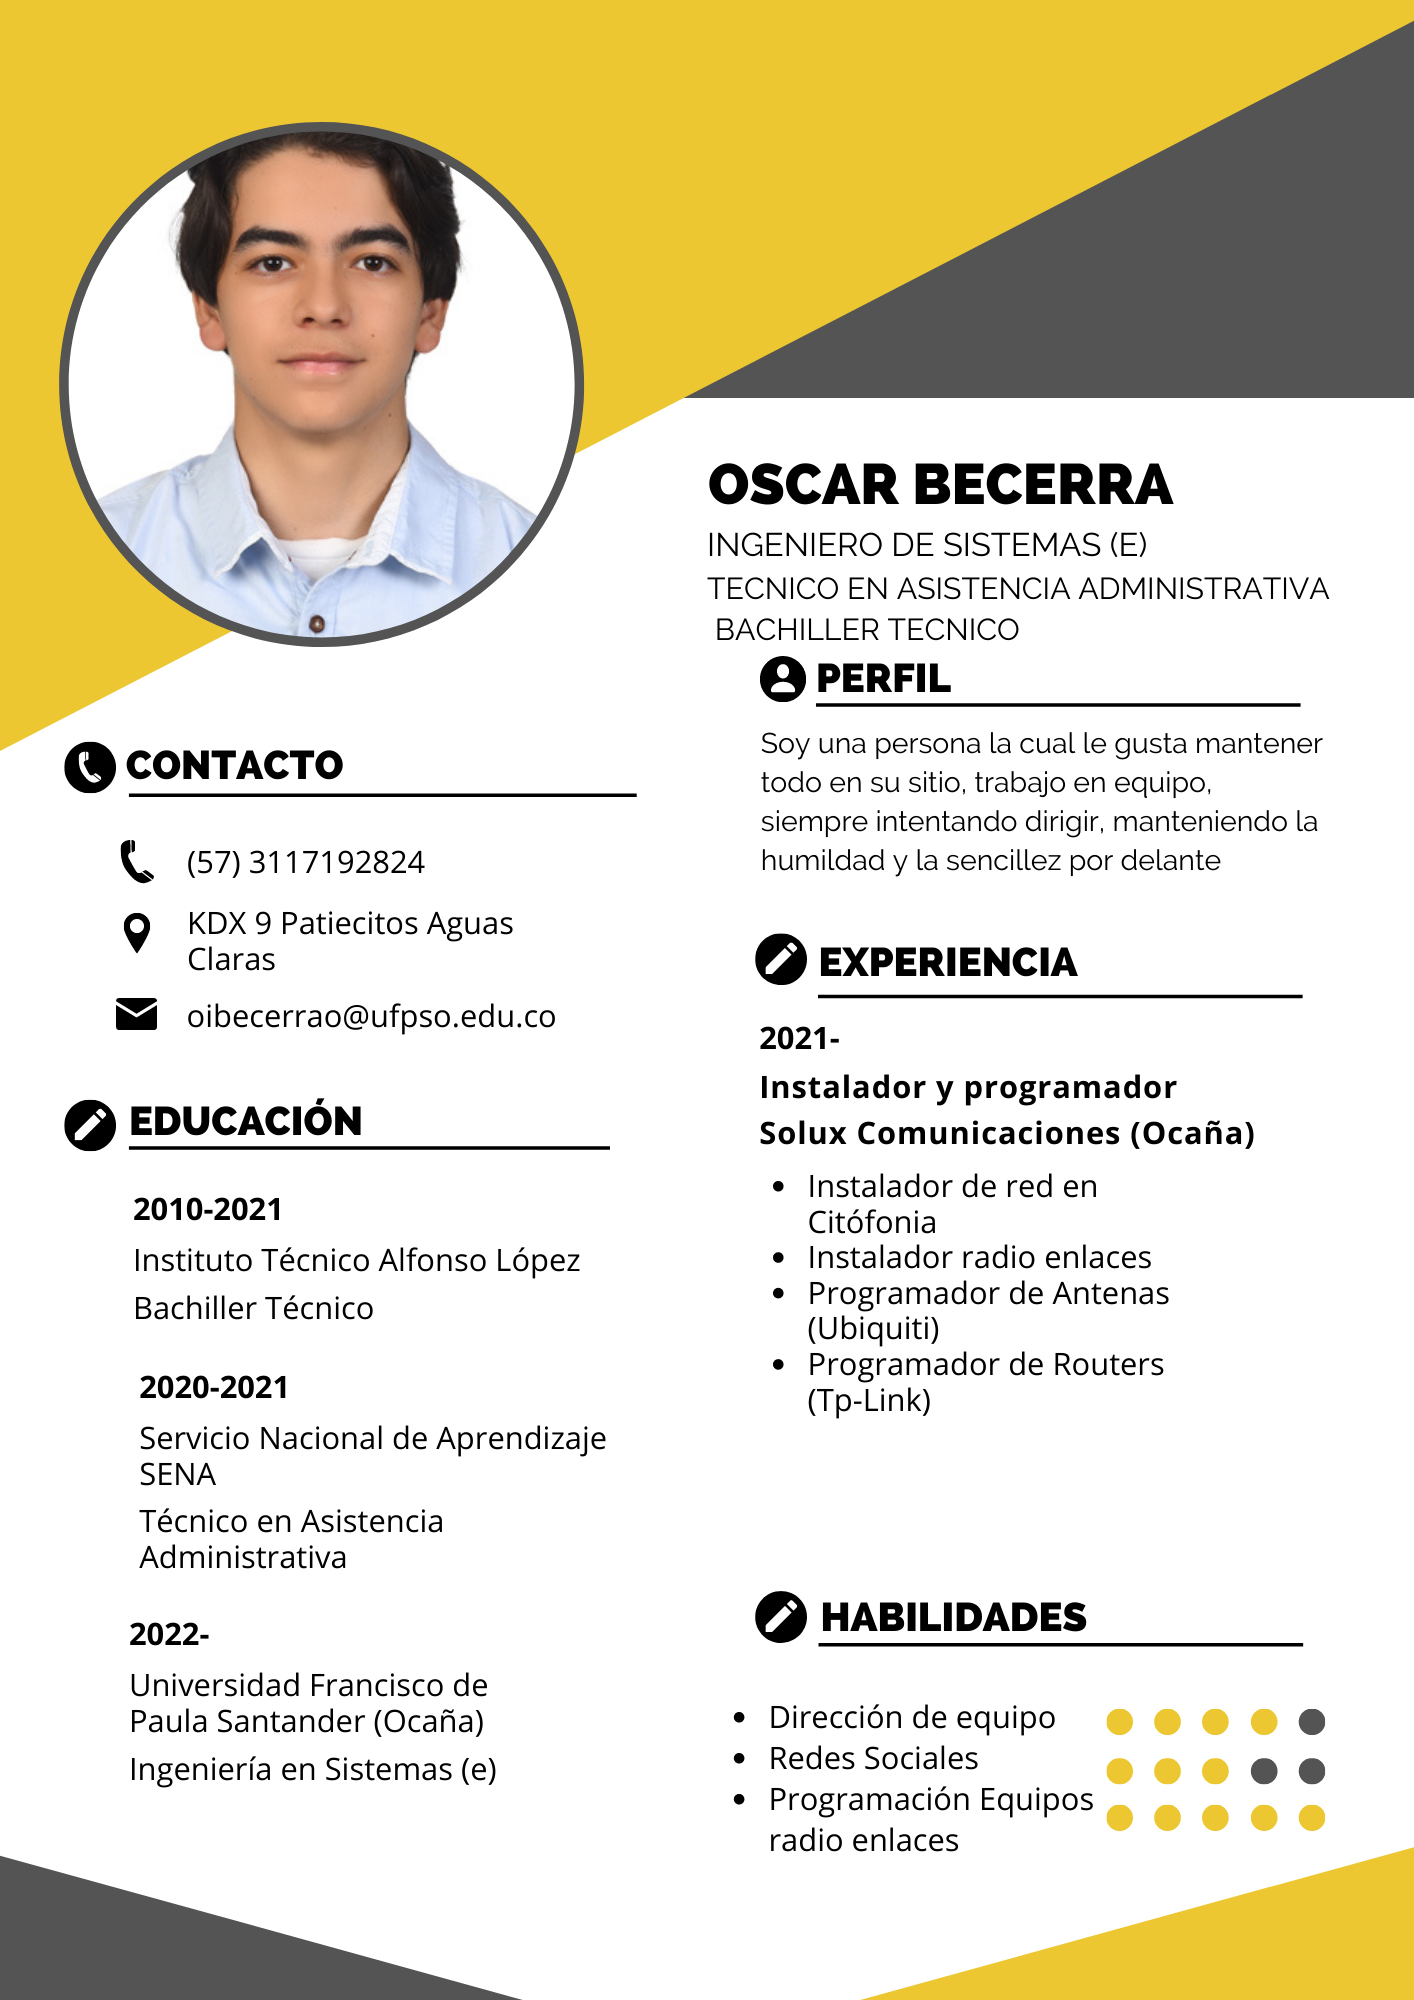 OSCAR BECERRA
INGENIERO DE SISTEMAS (E)
TECNICO EN ASISTENCIA ADMINISTRATIVA
BACHILLER TECNICO
PERFIL
Soy una persona la cual le gusta mantener
todo en su sitio, trabajo en equipo,
siempre intentando dirigir, manteniendo la
humildad y la sencillez por delante
CONTACTO
(57) 3117192824
KDX 9 Patiecitos Aguas
Claras
oibecerrao@ufpso.edu.co
EDUCACIÓN
2010-2021
Instituto Técnico Alfonso López
Bachiller Técnico
2020-2021
Servicio Nacional de Aprendizaje
SENA
Técnico en Asistencia
Administrativa
2022-
Universidad Francisco de
Paula Santander (Ocaña)
Ingeniería en Sistemas (e)
EXPERIENCIA
2021-
Instalador y programador
Solux Comunicaciones (Ocaña)
• Instalador de red en
Citófonia
• Instalador radio enlaces
• Programador de Antenas
(Ubiquiti)
• Programador de Routers
(Tp-Link)
HABILIDADES
• Dirección de equipo
• Redes Sociales
• Programación Equipos
radio enlaces